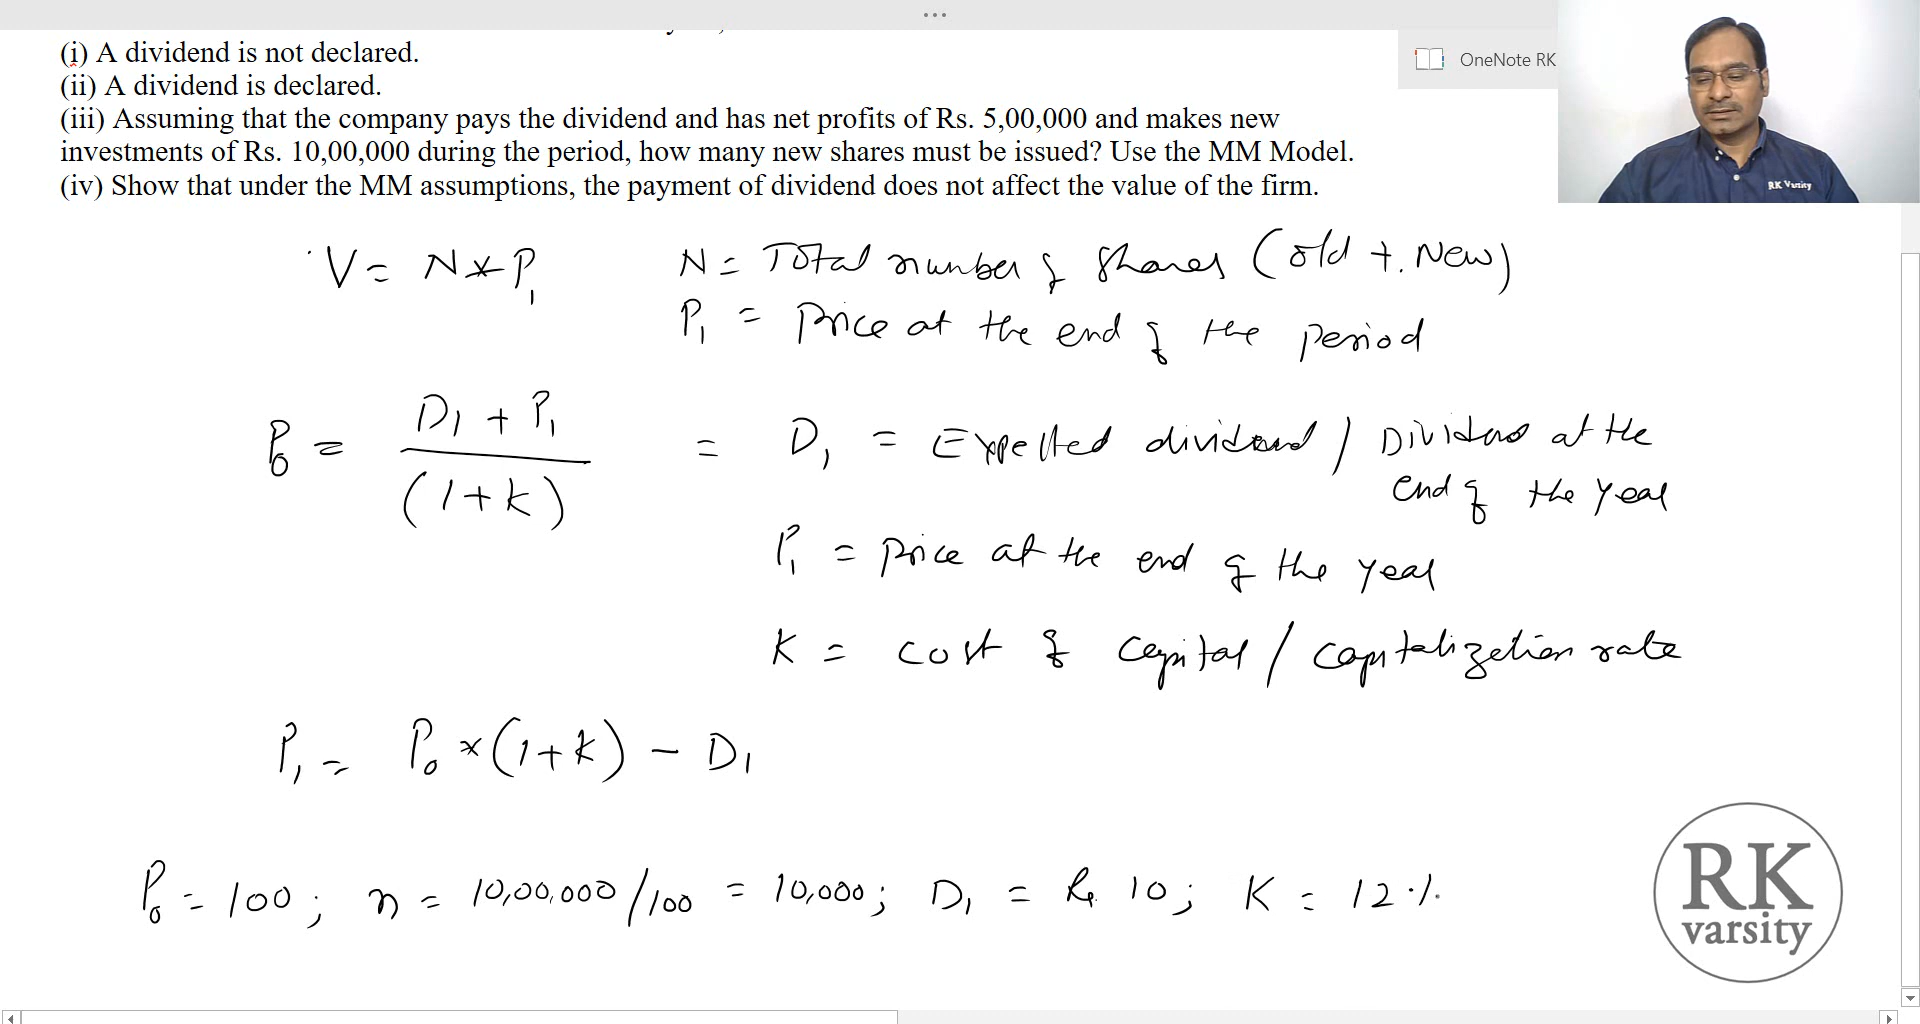 ...
(i) A dividend is not declared.
OneNote RK
(ii) A dividend is declared.
(iii) Assuming that the company pays the dividend and has net profits of Rs. 5,00,000 and makes new
investments of Rs. 10,00,000 during the period, how many new shares must be issued? Use the MM Model.
(iv) Show that under the MM assumptions, the payment of dividend does not affect the value of the firm.
RK Varsity
V = N * P₁
N = Total number of shares (old + New)
P₁ = Price at the end of the period
P₀ = (D₁ + P₁) / (1+k)
= D₁ = Expected dividend / Dividend at the
end of the year
P₁ = price at the end of the year
K = cost of capital / capitalization rate
P₁ = P₀ × (1+k) − D₁
P₀ = 100 ; n = 10,00,000/100 = 10,000 ; D₁ = Rs. 10 ; K = 12 %
RK
varsity